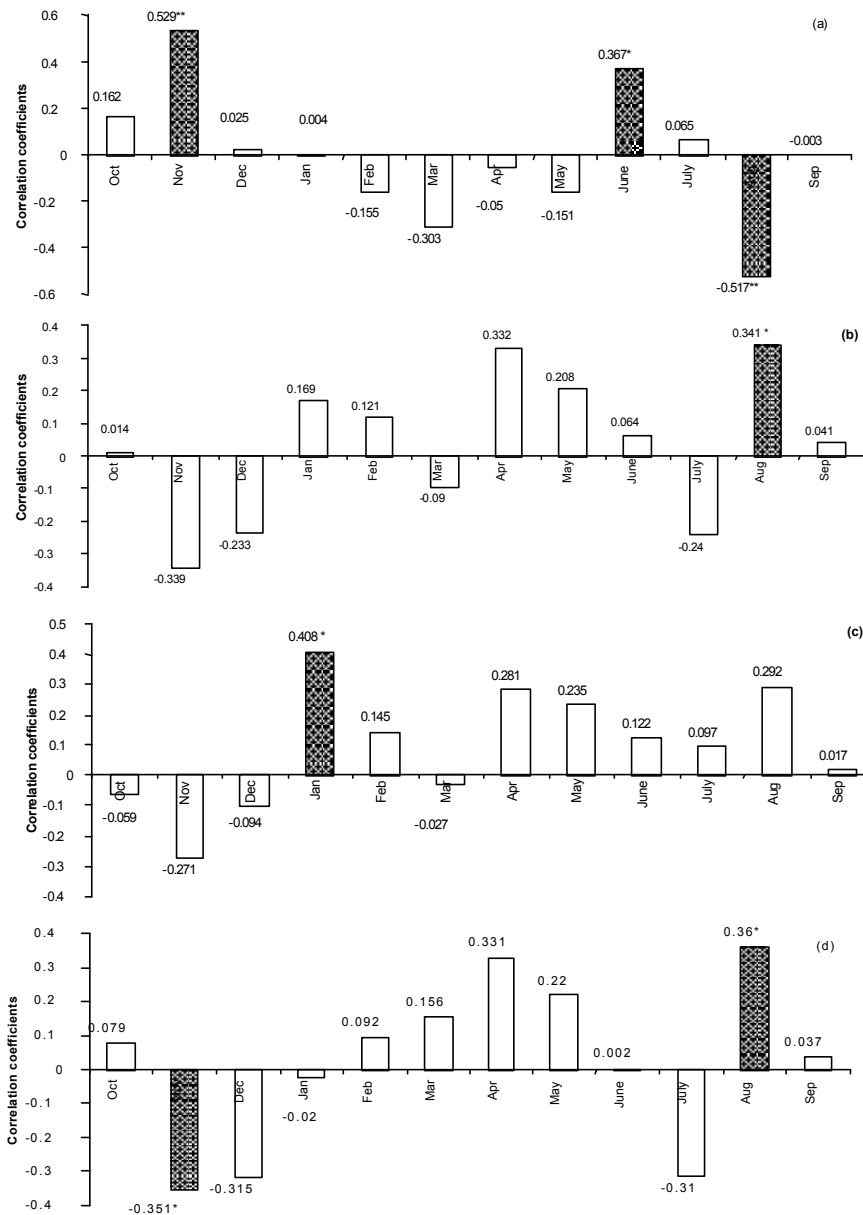 (a)
Correlation coefficients
0.6
0.4
0.2
0
-0.2
-0.4
-0.6
0.162
0.529**
0.025
0.004
-0.155
-0.303
-0.05
-0.151
0.367*
0.065
-0.517**
-0.003
Oct
Nov
Dec
Jan
Feb
Mar
Apr
May
June
July
Sep
(b)
Correlation coefficients
0.4
0.3
0.2
0.1
0
-0.1
-0.2
-0.3
-0.4
0.014
-0.339
-0.233
0.169
0.121
-0.09
0.332
0.208
0.064
-0.24
0.341 *
0.041
Oct
Nov
Dec
Jan
Feb
Mar
Apr
May
June
July
Aug
Sep
(c)
Correlation coefficients
0.5
0.4
0.3
0.2
0.1
0
-0.1
-0.2
-0.3
-0.4
-0.059
-0.271
-0.094
0.408 *
0.145
-0.027
0.281
0.235
0.122
0.097
0.292
0.017
Oct
Nov
Dec
Jan
Feb
Mar
Apr
May
June
July
Aug
Sep
(d)
Correlation coefficients
0.4
0.3
0.2
0.1
0
-0.1
-0.2
-0.3
-0.4
0.079
-0.351*
-0.315
-0.02
0.092
0.156
0.331
0.22
0.002
-0.31
0.36*
0.037
Oct
Dec
Jan
Feb
Mar
Apr
May
June
July
Aug
Sep